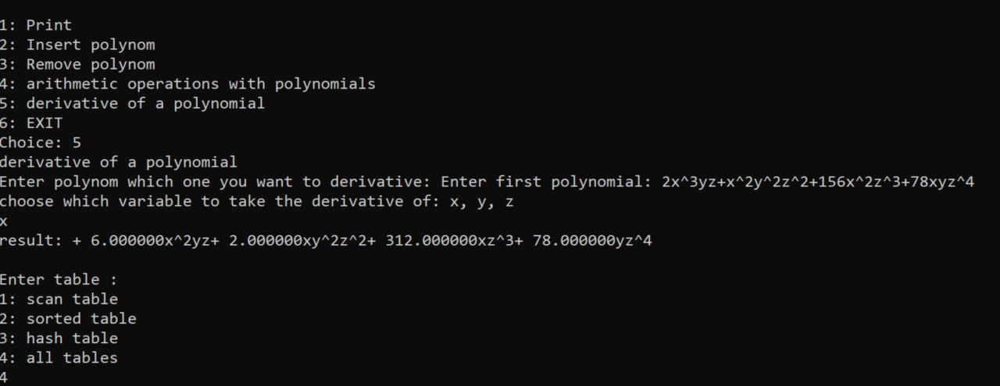 1: Print
2: Insert polynom
3: Remove polynom
4: arithmetic operations with polynomials
5: derivative of a polynomial
6: EXIT
Choice: 5
derivative of a polynomial
Enter polynom which one you want to derivative: Enter first polynomial: 2x^3yz+x^2y^2z^2+156x^2z^3+78xyz^4
choose which variable to take the derivative of: x, y, z
x
result: + 6.000000x^2yz+ 2.000000xy^2z^2+ 312.000000xz^3+ 78.000000yz^4
Enter table :
1: scan table
2: sorted table
3: hash table
4: all tables
4